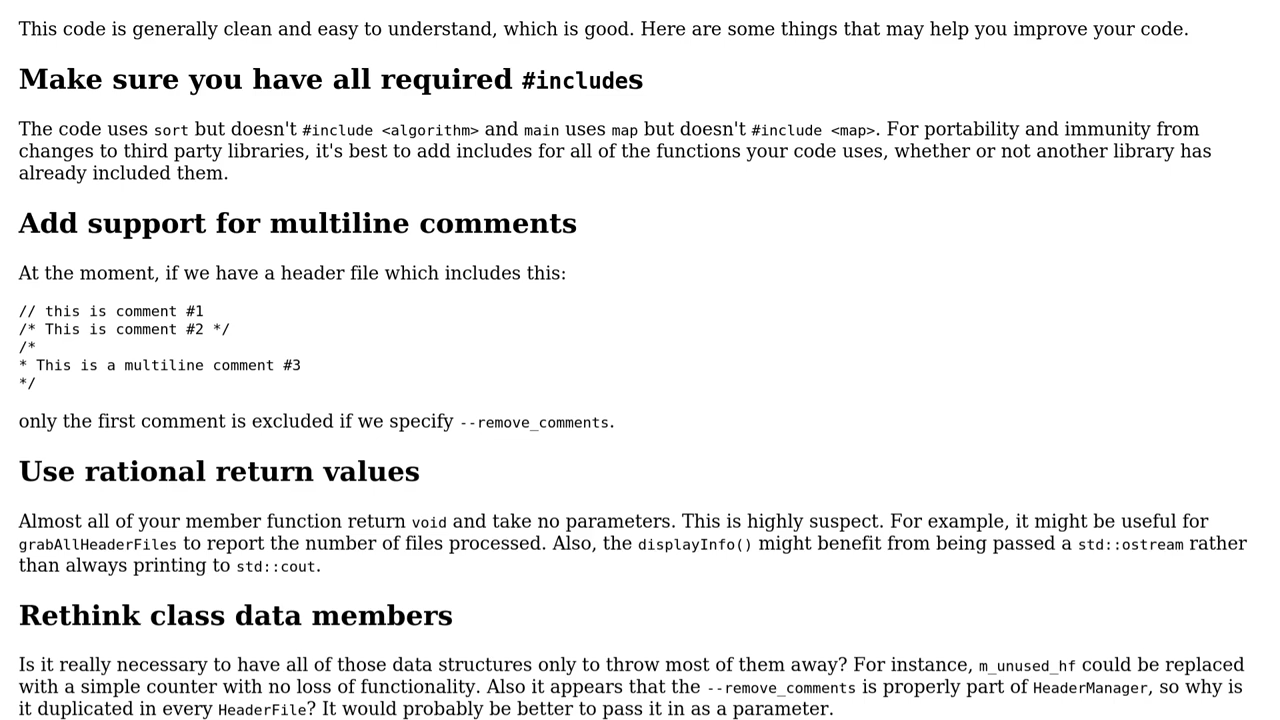 This code is generally clean and easy to understand, which is good. Here are some things that may help you improve your code.
Make sure you have all required #includes
The code uses sort but doesn't #include <algorithm> and main uses map but doesn't #include <map>. For portability and immunity from
changes to third party libraries, it's best to add includes for all of the functions your code uses, whether or not another library has
already included them.
Add support for multiline comments
At the moment, if we have a header file which includes this:
// this is comment #1
/* This is comment #2 */
/*
* This is a multiline comment #3
*/
only the first comment is excluded if we specify --remove_comments.
Use rational return values
Almost all of your member function return void and take no parameters. This is highly suspect. For example, it might be useful for
grabAllHeaderFiles to report the number of files processed. Also, the displayInfo() might benefit from being passed a std::ostream rather
than always printing to std::cout.
Rethink class data members
Is it really necessary to have all of those data structures only to throw most of them away? For instance, m_unused_hf could be replaced
with a simple counter with no loss of functionality. Also it appears that the --remove_comments is properly part of HeaderManager, so why is
it duplicated in every HeaderFile? It would probably be better to pass it in as a parameter.